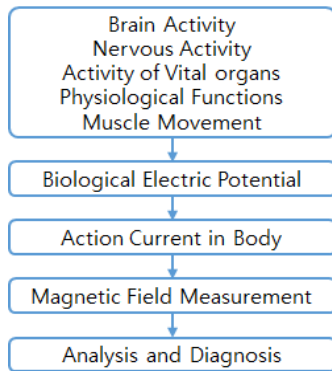 Brain Activity
Nervous Activity
Activity of Vital organs
Physiological Functions
Muscle Movement
Biological Electric Potential
Action Current in Body
Magnetic Field Measurement
Analysis and Diagnosis